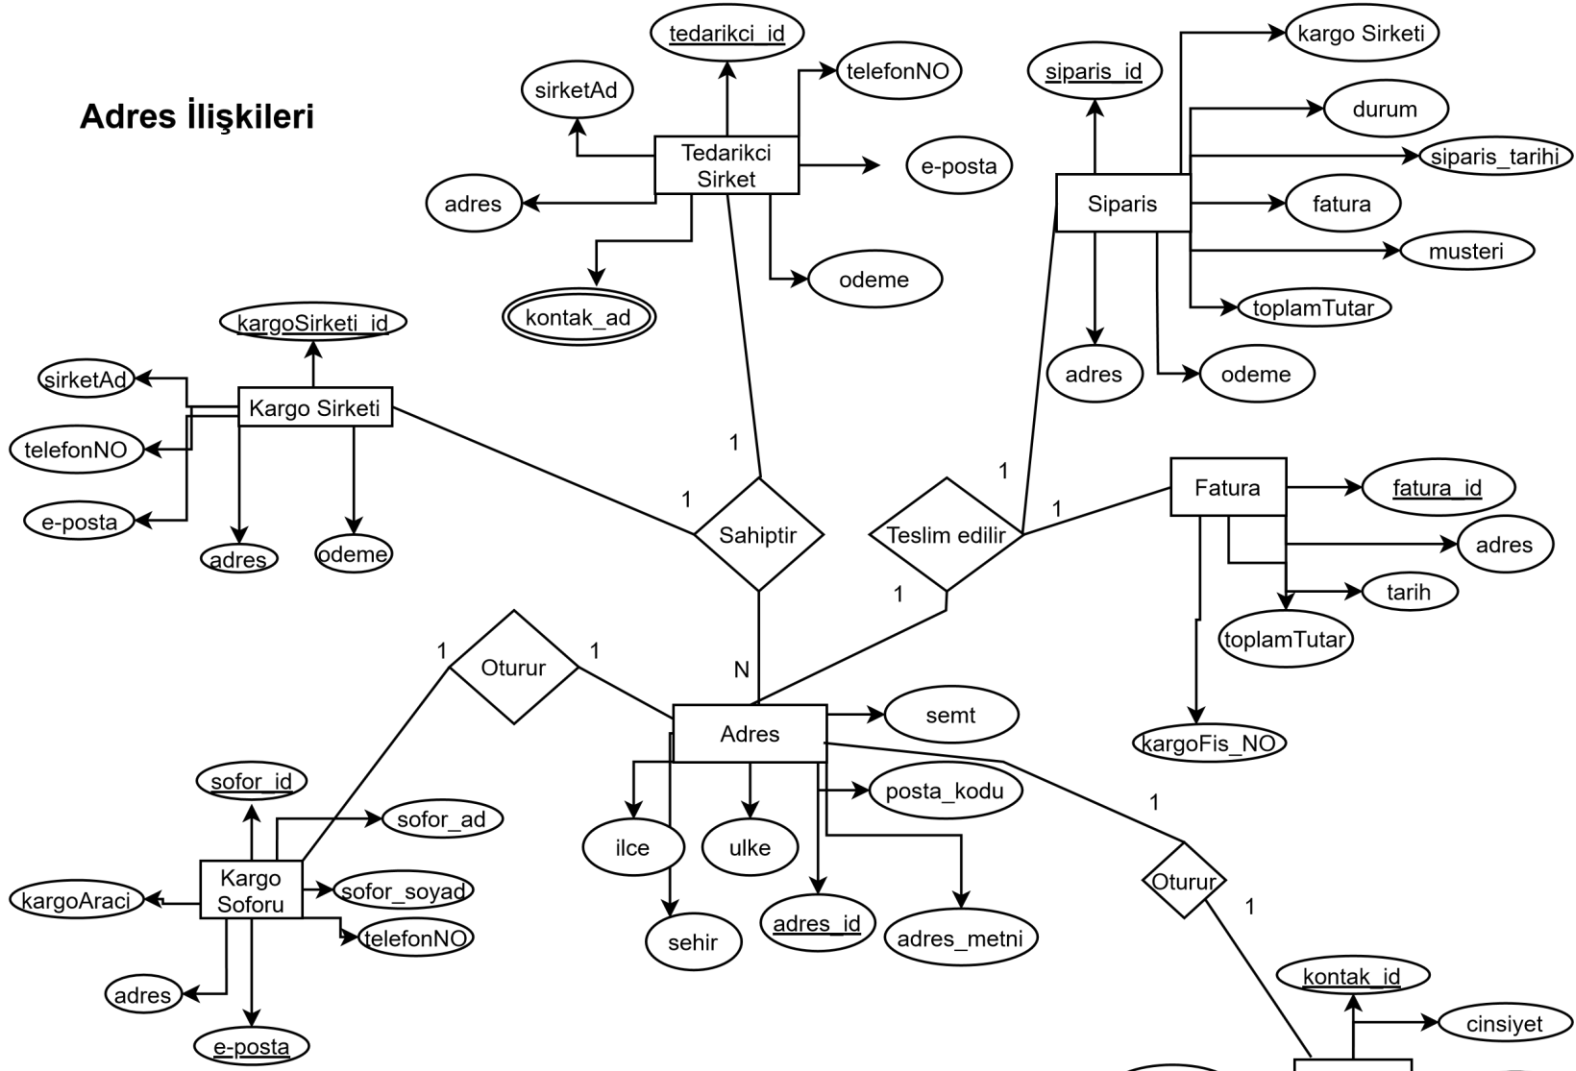 Adres İlişkileri
tedarikci_id
sirketAd
telefonNO
Tedarikci
Sirket
e-posta
adres
kontak_ad
odeme
siparis_id
kargo Sirketi
durum
siparis_tarihi
Siparis
fatura
musteri
toplamTutar
adres
odeme
kargoSirketi_id
sirketAd
Kargo Sirketi
telefonNO
e-posta
adres
odeme
1
1
Sahiptir
N
1
1
Teslim edilir
1
Fatura
fatura_id
adres
tarih
toplamTutar
kargoFis_NO
1
Oturur
1
Adres
semt
posta_kodu
ilce
ulke
adres_id
adres_metni
sehir
sofor_id
sofor_ad
Kargo
Soforu
kargoAraci
sofor_soyad
telefonNO
adres
e-posta
1
Oturur
1
kontak_id
cinsiyet